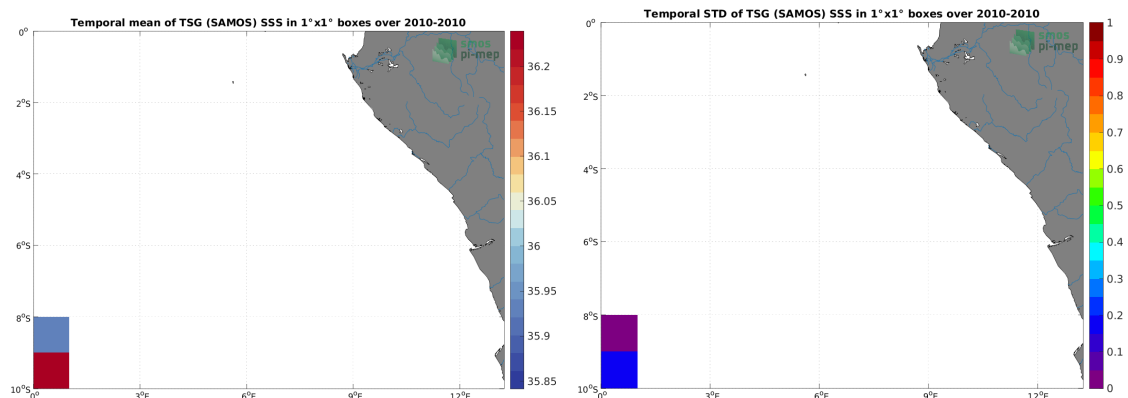 Temporal mean of TSG (SAMOS) SSS in 1°x1° boxes over 2010-2010
smos
pi-mep
0°
2°S
4°S
6°S
8°S
10°S
0°
3°E
6°E
9°E
12°E
36.2
36.15
36.1
36.05
36
35.95
35.9
35.85
Temporal STD of TSG (SAMOS) SSS in 1°x1° boxes over 2010-2010
smos
pi-mep
0°
2°S
4°S
6°S
8°S
10°S
0°
3°E
6°E
9°E
12°E
1
0.9
0.8
0.7
0.6
0.5
0.4
0.3
0.2
0.1
0